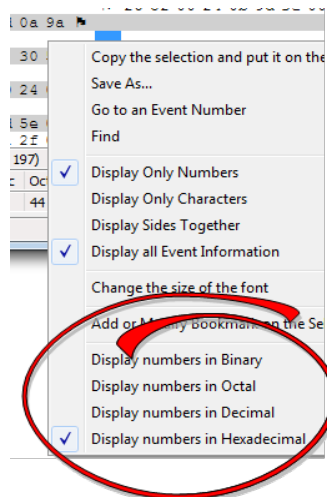 0a 9a
30
Copy the selection and put it on the
Save As...
24
Go to an Event Number
5e
Find
2f
197)
Display Only Numbers
Oc
44
Display Only Characters
Display Sides Together
Display all Event Information
Change the size of the font
Add or Modify Bookmark on the Se
Display numbers in Binary
Display numbers in Octal
Display numbers in Decimal
Display numbers in Hexadecimal